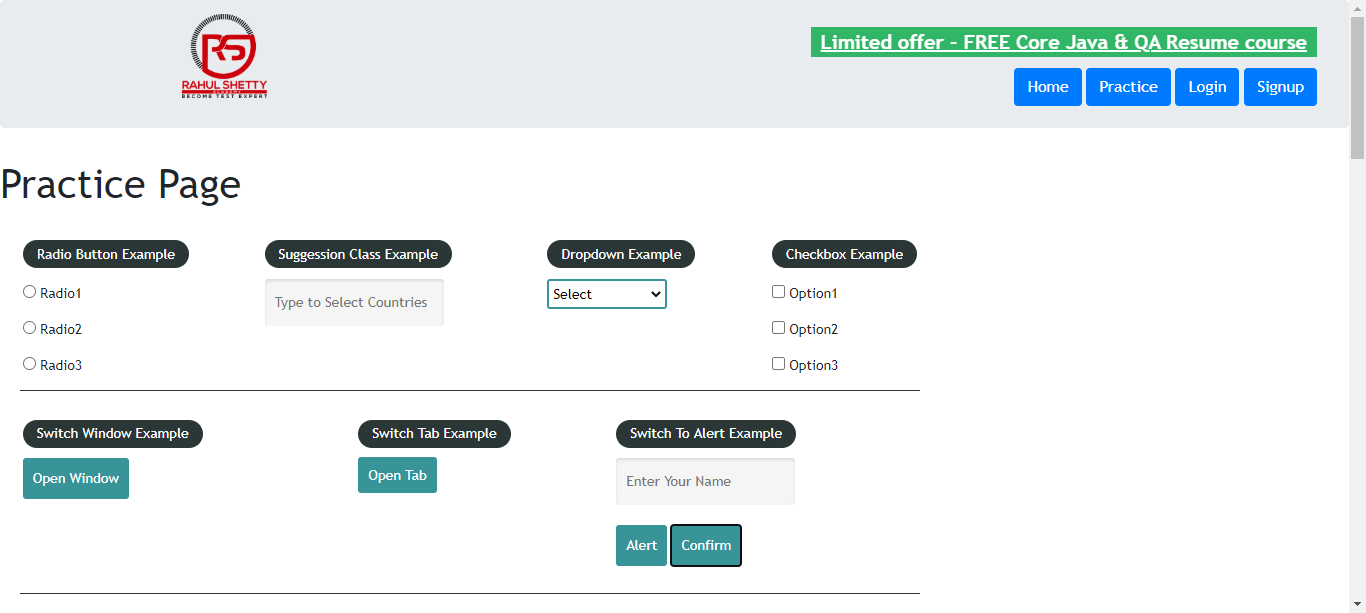 RS
RAHUL SHETTY
ACADEMY
BECOME TEST EXPERT
Limited offer - FREE Core Java & QA Resume course
Home Practice Login Signup
Practice Page
Radio Button Example Suggession Class Example Dropdown Example Checkbox Example
Radio1 Type to Select Countries Select Option1
Radio2 Option2
Radio3 Option3
Switch Window Example Switch Tab Example Switch To Alert Example
Open Window Open Tab Enter Your Name
Alert Confirm